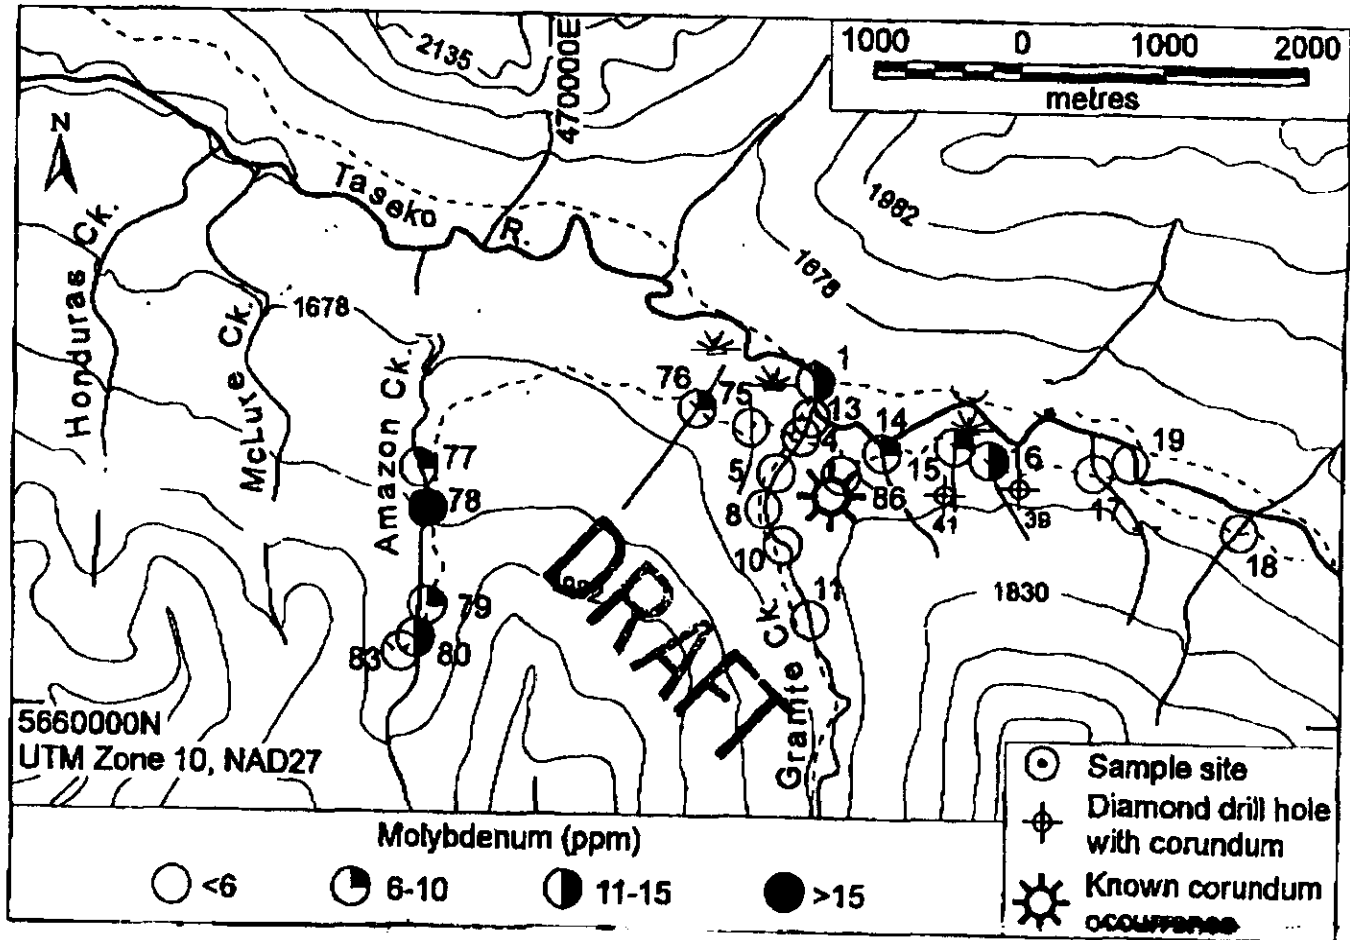 1000 0 1000 2000
metres
2135
470000E
N
Taseko R.
Honduras Ck.
McLure Ck.
Amazon Ck.
Granite Ck.
1982
1678
1678
1830
1
76
75
13
14
4
77
5
15
6
19
78
8
86
41
39
17
10
18
79
11
83
80
DRAFT
5660000N
UTM Zone 10, NAD27
Sample site
Diamond drill hole
with corundum
Known corundum
occurrence
Molybdenum (ppm)
<6 6-10 11-15 >15